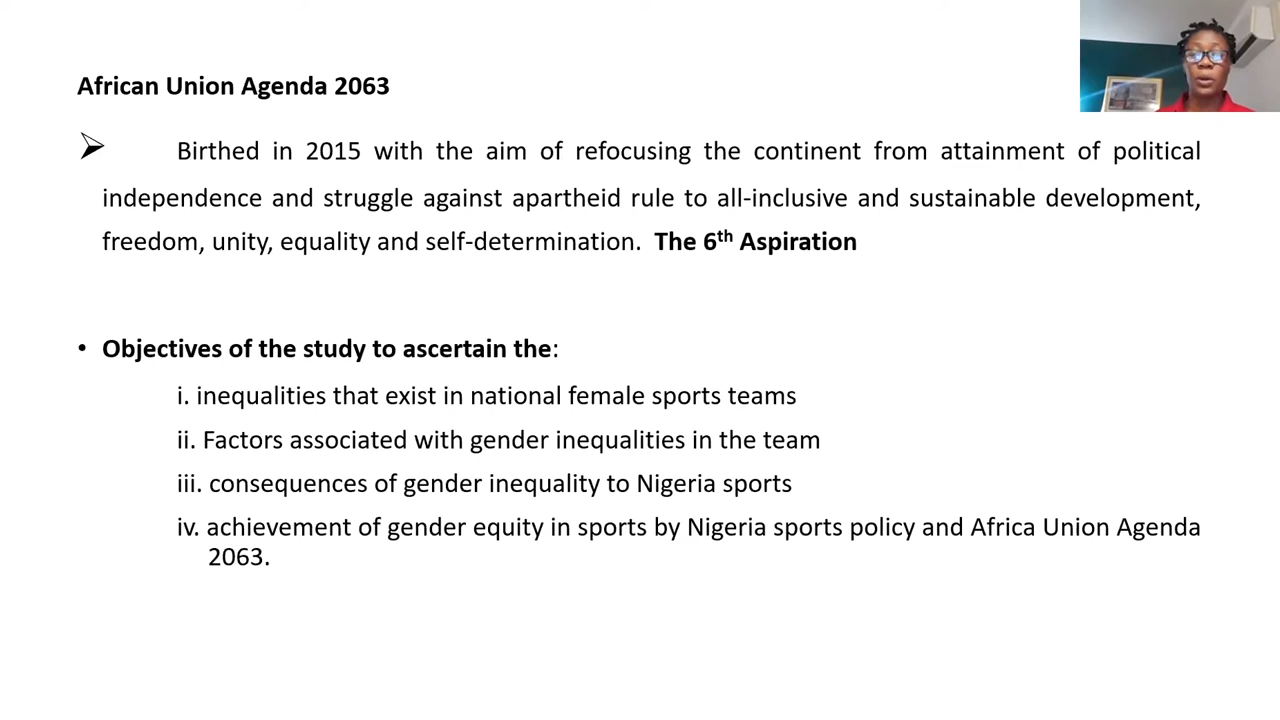 African Union Agenda 2063
➢ Birthed in 2015 with the aim of refocusing the continent from attainment of political
independence and struggle against apartheid rule to all-inclusive and sustainable development,
freedom, unity, equality and self-determination. The 6th Aspiration
• Objectives of the study to ascertain the:
i. inequalities that exist in national female sports teams
ii. Factors associated with gender inequalities in the team
iii. consequences of gender inequality to Nigeria sports
iv. achievement of gender equity in sports by Nigeria sports policy and Africa Union Agenda
2063.